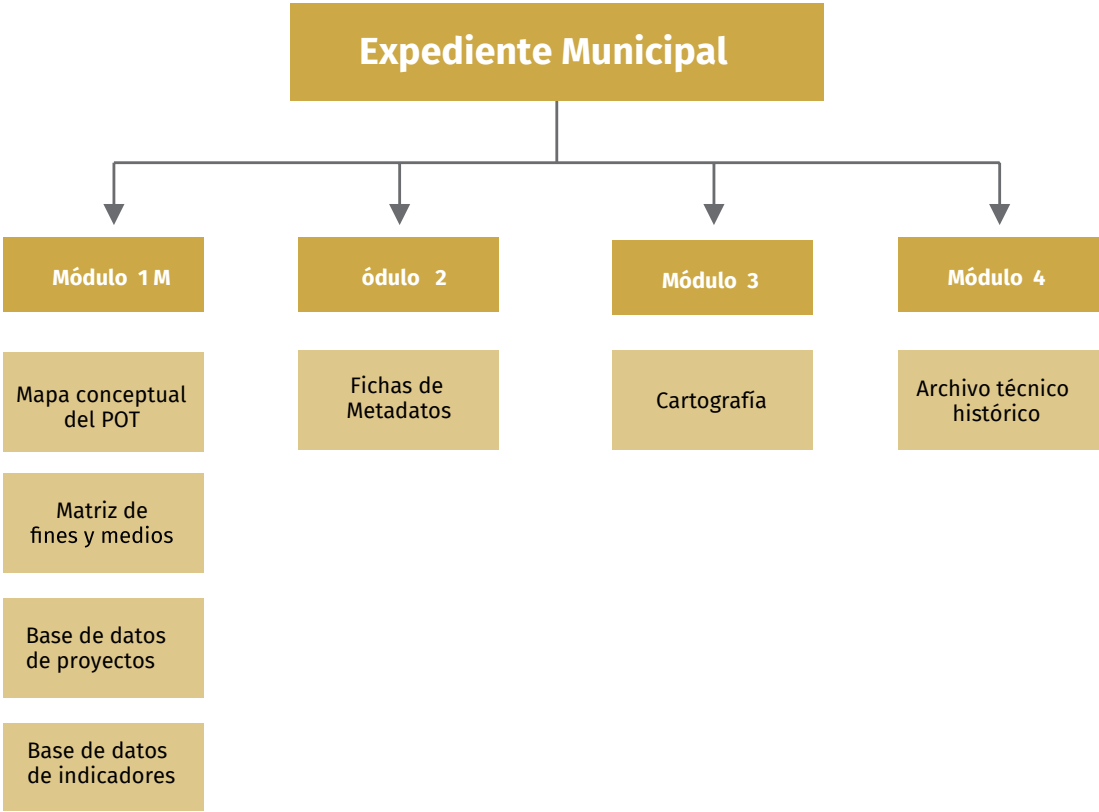 Expediente Municipal
Módulo 1 M
ódulo 2
Módulo 3
Módulo 4
Mapa conceptual
del POT
Fichas de
Metadatos
Cartografía
Archivo técnico
histórico
Matriz de
fines y medios
Base de datos
de proyectos
Base de datos
de indicadores